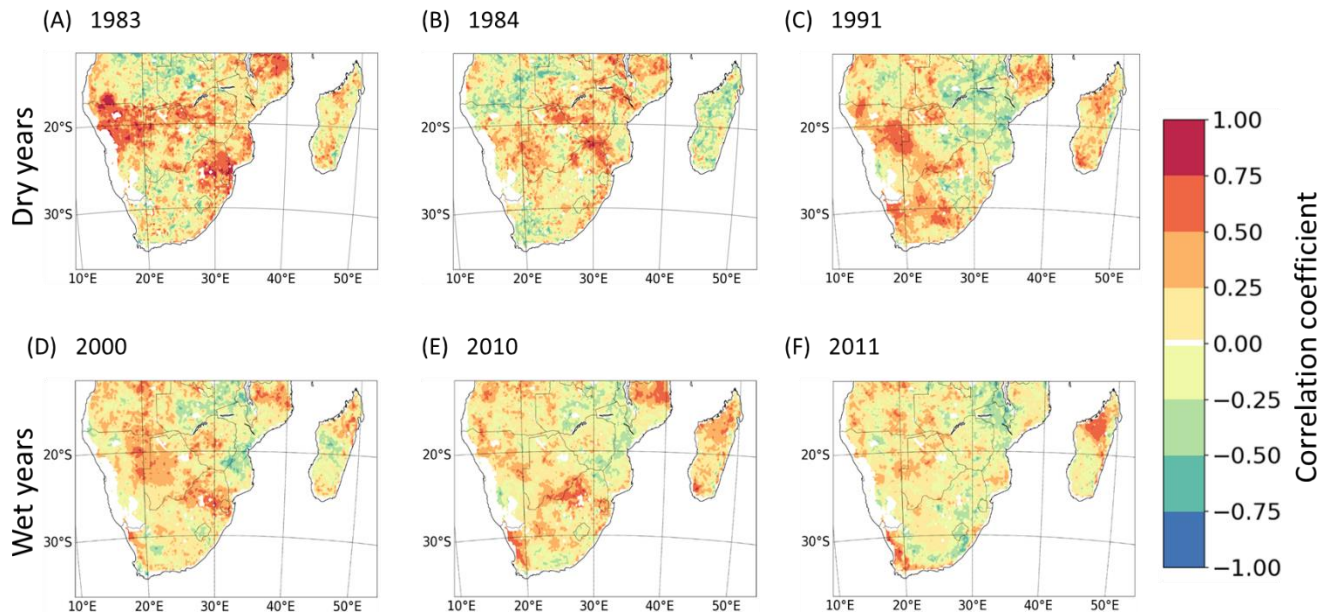 (A) 1983
(B) 1984
(C) 1991
Dry years
20°S
30°S
10°E 20°E 30°E 40°E 50°E
20°S
30°S
10°E 20°E 30°E 40°E 50°E
20°S
30°S
10°E 20°E 30°E 40°E 50°E
(D) 2000
(E) 2010
(F) 2011
Wet years
20°S
30°S
10°E 20°E 30°E 40°E 50°E
20°S
30°S
10°E 20°E 30°E 40°E 50°E
20°S
30°S
10°E 20°E 30°E 40°E 50°E
1.00
0.75
0.50
0.25
0.00
−0.25
−0.50
−0.75
−1.00
Correlation coefficient